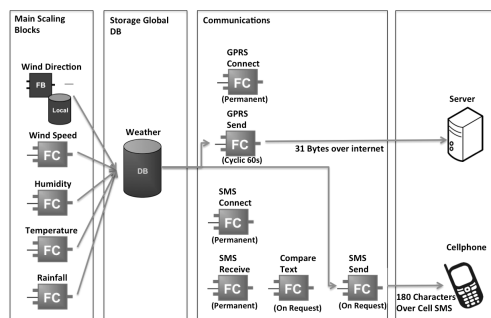 Main Scaling
Blocks
Wind Direction
FB
Local
Wind Speed
FC
Humidity
FC
Temperature
FC
Rainfall
FC
Storage Global
DB
Weather
DB
Communications
GPRS
Connect
FC
(Permanent)
GPRS
Send
FC
(Cyclic 60s)
31 Bytes over internet
SMS
Connect
FC
(Permanent)
SMS
Receive
FC
(Permanent)
Compare
Text
FC
(On Request)
SMS
Send
FC
(On Request)
Server
Cellphone
180 Characters
Over Cell SMS